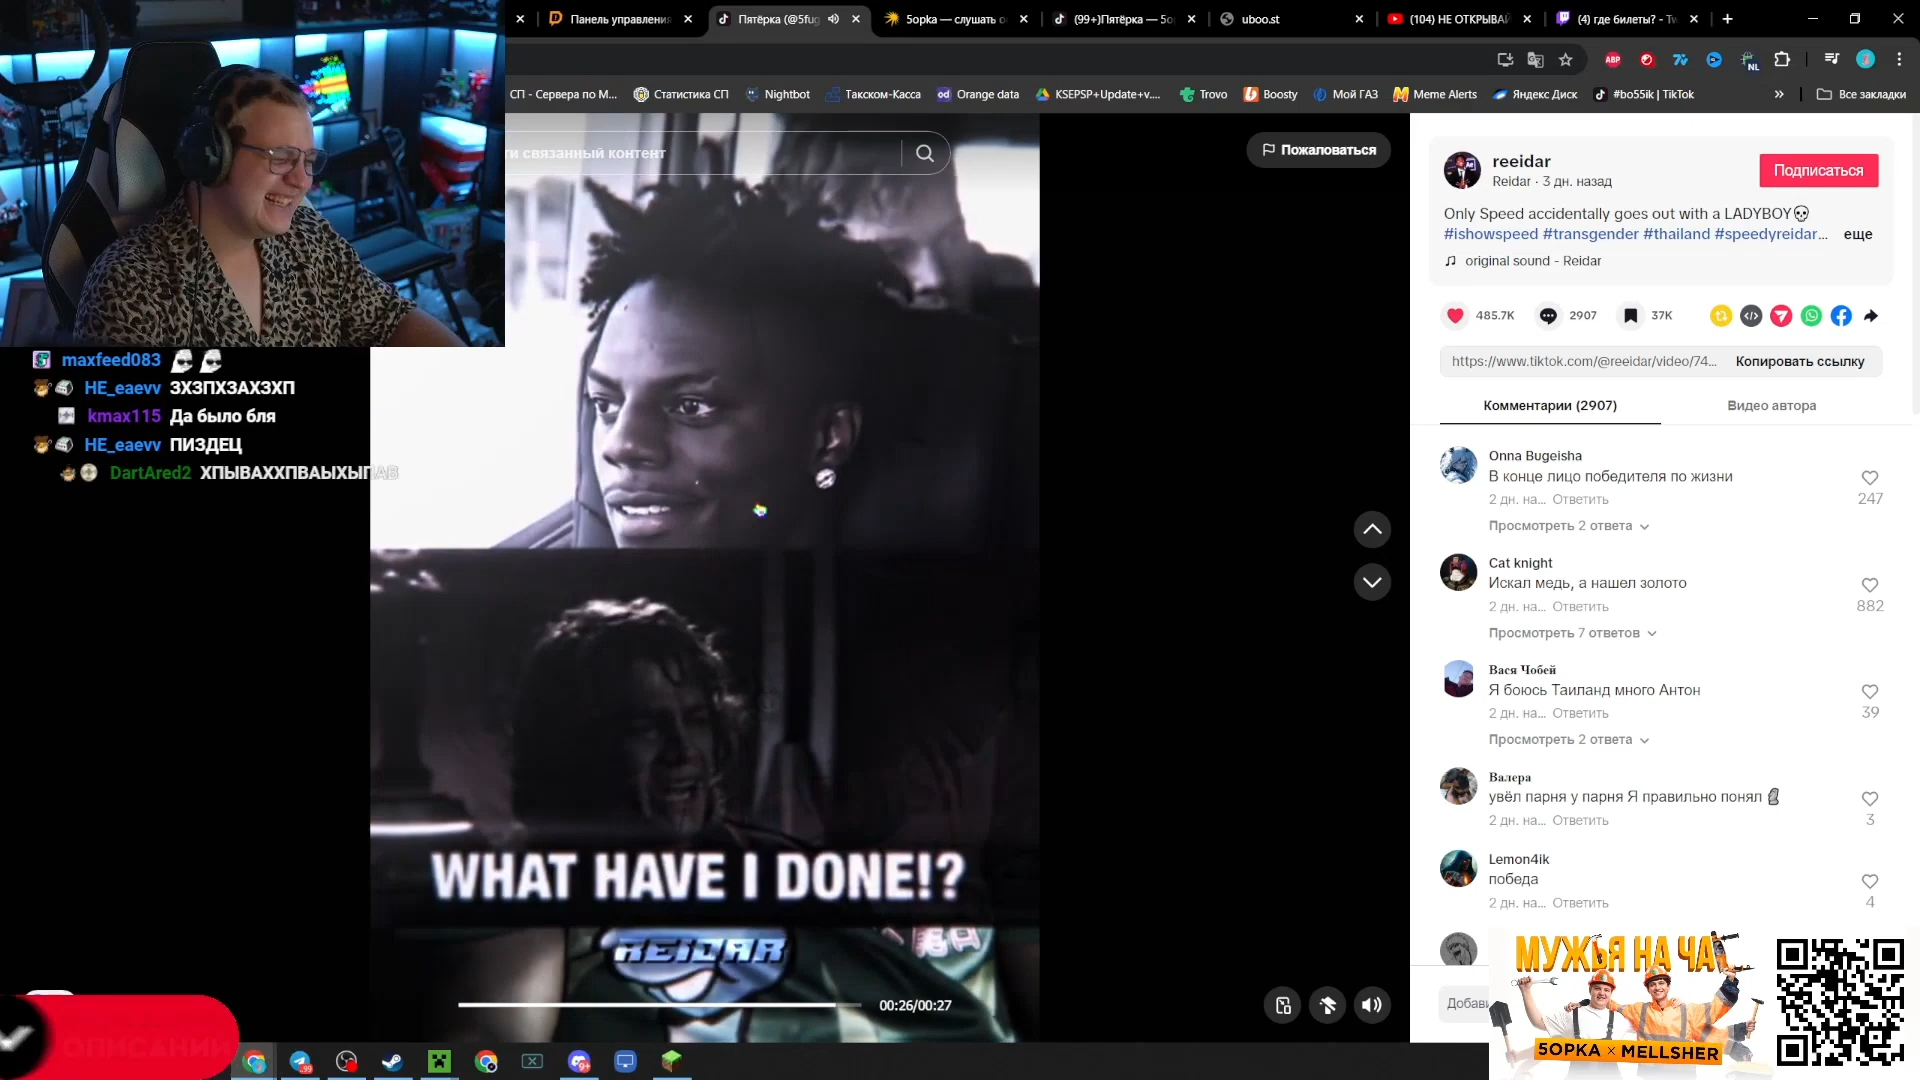 Панель управления
Пятёрка (@5fug
5opka — слушать о
(99+)Пятёрка — 5o
uboo.st
(104) НЕ ОТКРЫВАЙ
(4) где билеты? - Tw
СП - Сервера по М...
Статистика СП
Nightbot
Такском-Касса
Orange data
KSEPSP+Update+v....
Trovo
Boosty
Мой ГАЗ
Meme Alerts
Яндекс Диск
#bo55ik | TikTok
»
Все закладки
ти связанный контент
Пожаловаться
reeidar
Reidar · 3 дн. назад
Подписаться
Only Speed accidentally goes out with a LADYBOY💀
#ishowspeed #transgender #thailand #speedyreidar... еще
original sound - Reidar
485.7K
2907
37K
https://www.tiktok.com/@reeidar/video/74...
Копировать ссылку
Комментарии (2907)
Видео автора
Onna Bugeisha
В конце лицо победителя по жизни
2 дн. на... Ответить
247
Просмотреть 2 ответа
Cat knight
Искал медь, а нашел золото
2 дн. на... Ответить
882
Просмотреть 7 ответов
Вася Чобей
Я боюсь Таиланд много Антон
2 дн. на... Ответить
39
Просмотреть 2 ответа
Валера
увёл парня у парня Я правильно понял 🗿
2 дн. на... Ответить
3
Lemon4ik
победа
2 дн. на... Ответить
4
Добави
maxfeed083
HE_eaevv ЗХЗПХЗАХЗХП
kmax115 Да было бля
HE_eaevv ПИЗДЕЦ
DartAred2 ХПЫВАХХПВАЫХЫПАВ
WHAT HAVE I DONE!?
REIDAR
00:26/00:27
ОПИСАНИИ
МУЖЬЯ НА ЧА
5OPKA × MELLSHER